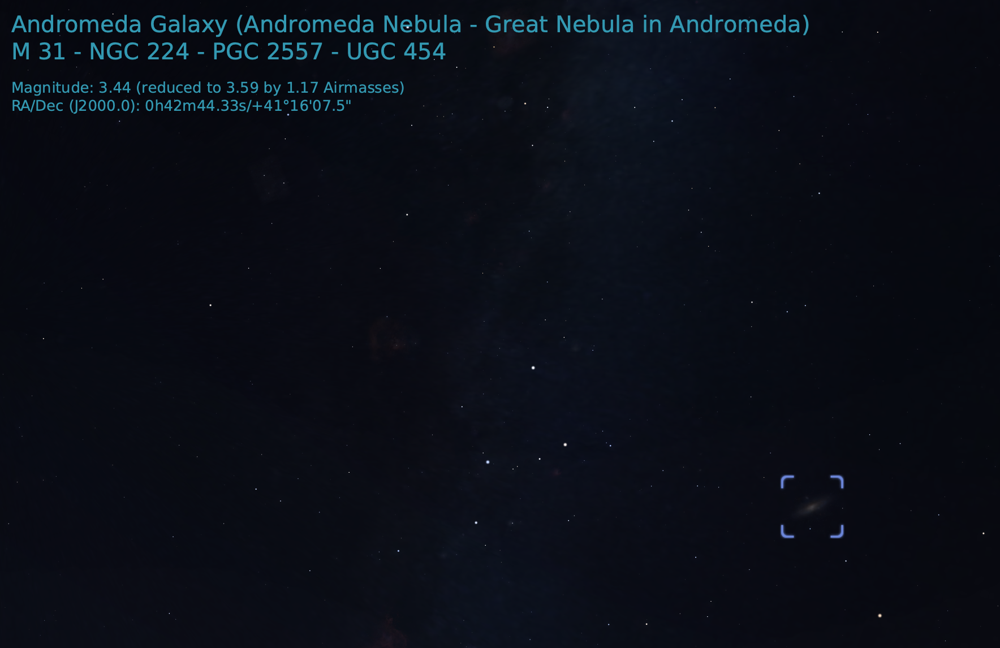 Andromeda Galaxy (Andromeda Nebula - Great Nebula in Andromeda)
M 31 - NGC 224 - PGC 2557 - UGC 454
Magnitude: 3.44 (reduced to 3.59 by 1.17 Airmasses)
RA/Dec (J2000.0): 0h42m44.33s/+41°16'07.5"